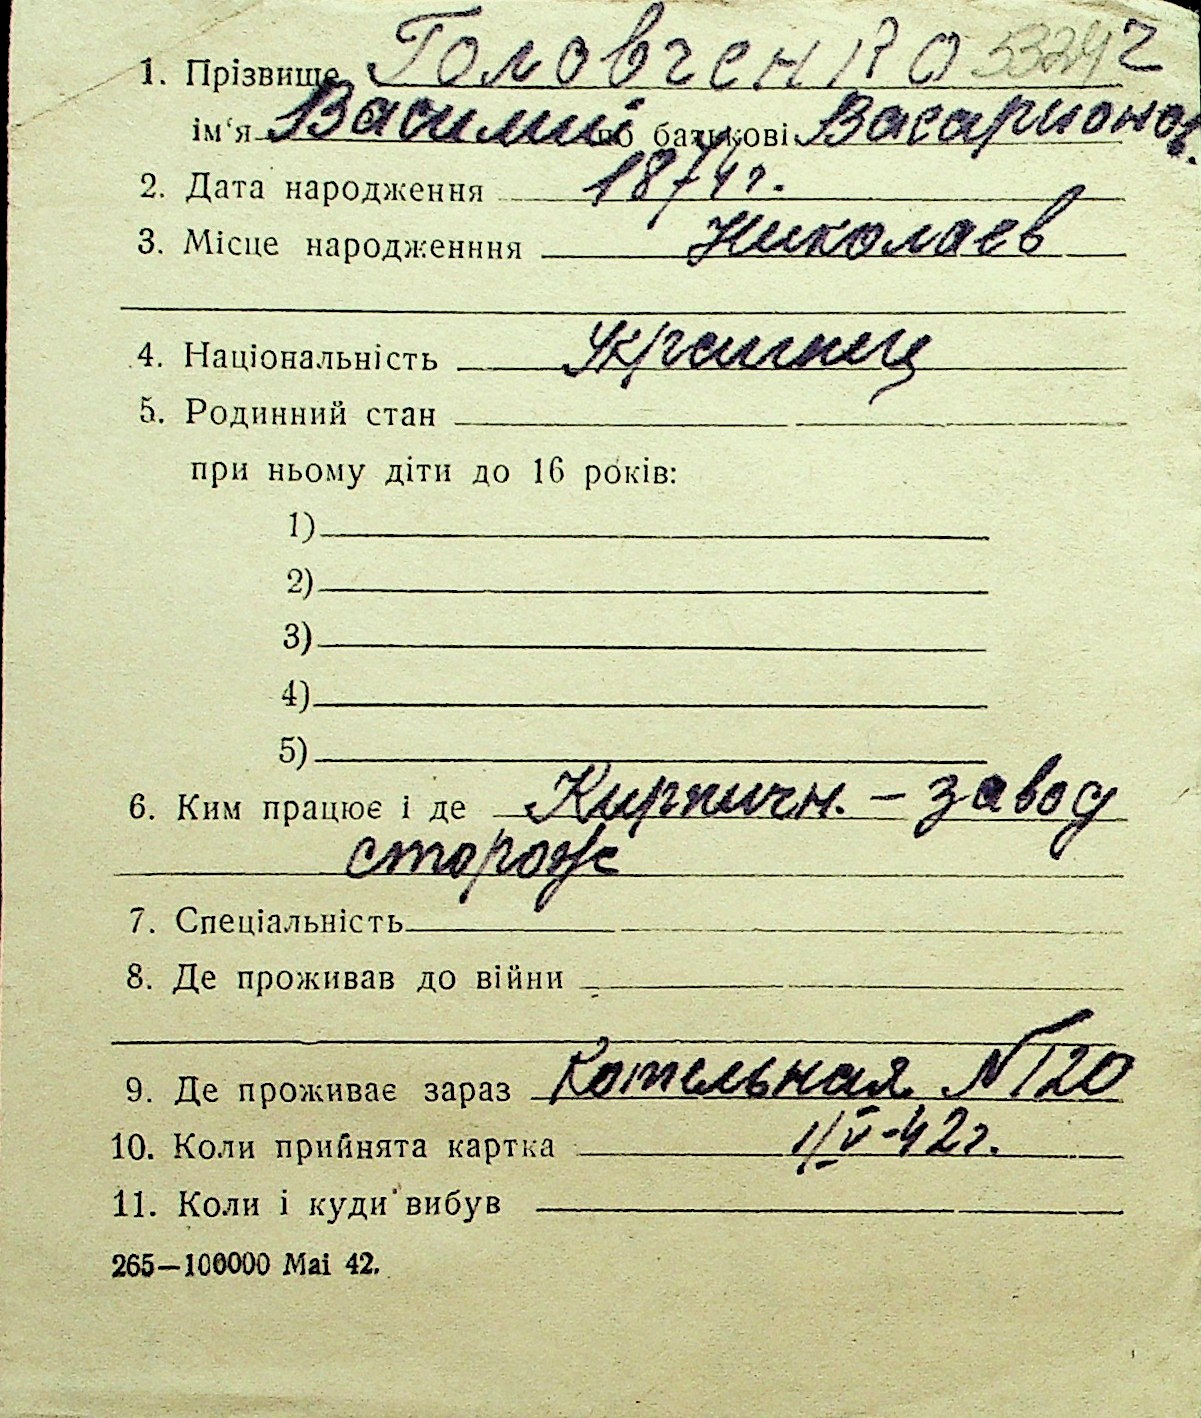 1. Прізвище Головченко
ім'я Василий по батькові Васарионов.
2. Дата народження 1874г.
3. Місце народженння Николаев
4. Національність Украинец
5. Родинний стан
при ньому діти до 16 років:
1)
2)
3)
4)
5)
6. Ким працює і де Кирпичн. – завод
сторож
7. Спеціальність
8. Де проживав до війни
9. Де проживає зараз Котельная № 120
10. Коли прийнята картка 1/V-42г.
11. Коли і куди вибув
265—100000 Mai 42.